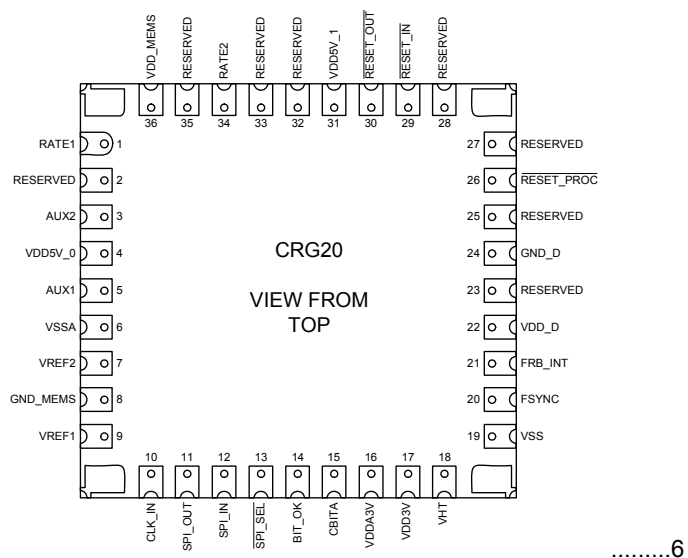 VDD_MEMS
RESERVED
RATE2
RESERVED
RESERVED
VDD5V_1
RESET_OUT
RESET_IN
RESERVED
36 35 34 33 32 31 30 29 28
RATE1 1 27 RESERVED
RESERVED 2 26 RESET_PROC
AUX2 3 25 RESERVED
VDD5V_0 4 CRG20 24 GND_D
AUX1 5 23 RESERVED
VIEW FROM
VSSA 6 TOP 22 VDD_D
VREF2 7 21 FRB_INT
GND_MEMS 8 20 FSYNC
VREF1 9 19 VSS
10 11 12 13 14 15 16 17 18
CLK_IN
SPI_OUT
SPI_IN
SPI_SEL
BIT_OK
CBITA
VDDA3V
VDD3V
VHT
.........6